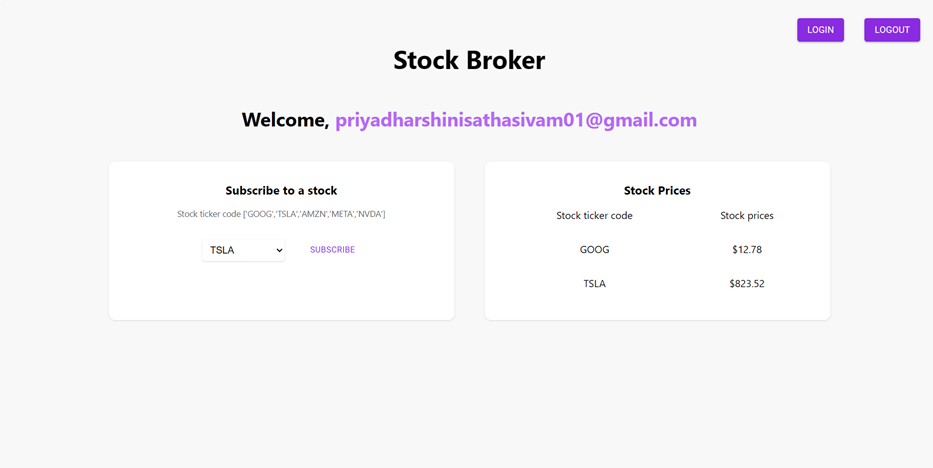 LOGIN LOGOUT
Stock Broker
Welcome, priyadharshinisathasivam01@gmail.com
Subscribe to a stock
Stock ticker code ['GOOG','TSLA','AMZN','META','NVDA']
TSLA SUBSCRIBE
Stock Prices
Stock ticker code Stock prices
GOOG $12.78
TSLA $823.52